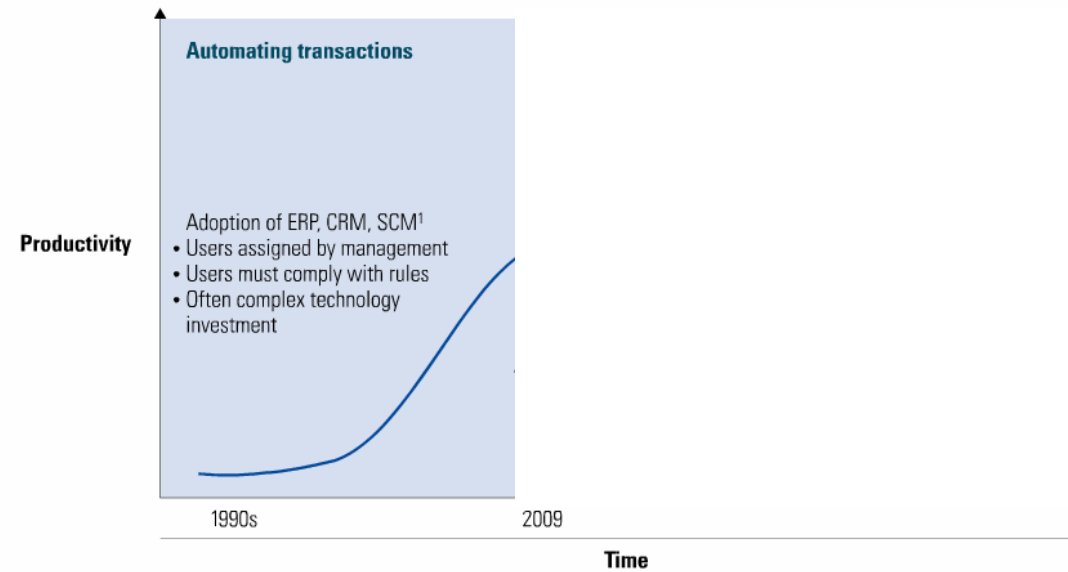 Automating transactions
Adoption of ERP, CRM, SCM¹
• Users assigned by management
• Users must comply with rules
• Often complex technology
investment
Productivity
1990s
2009
Time